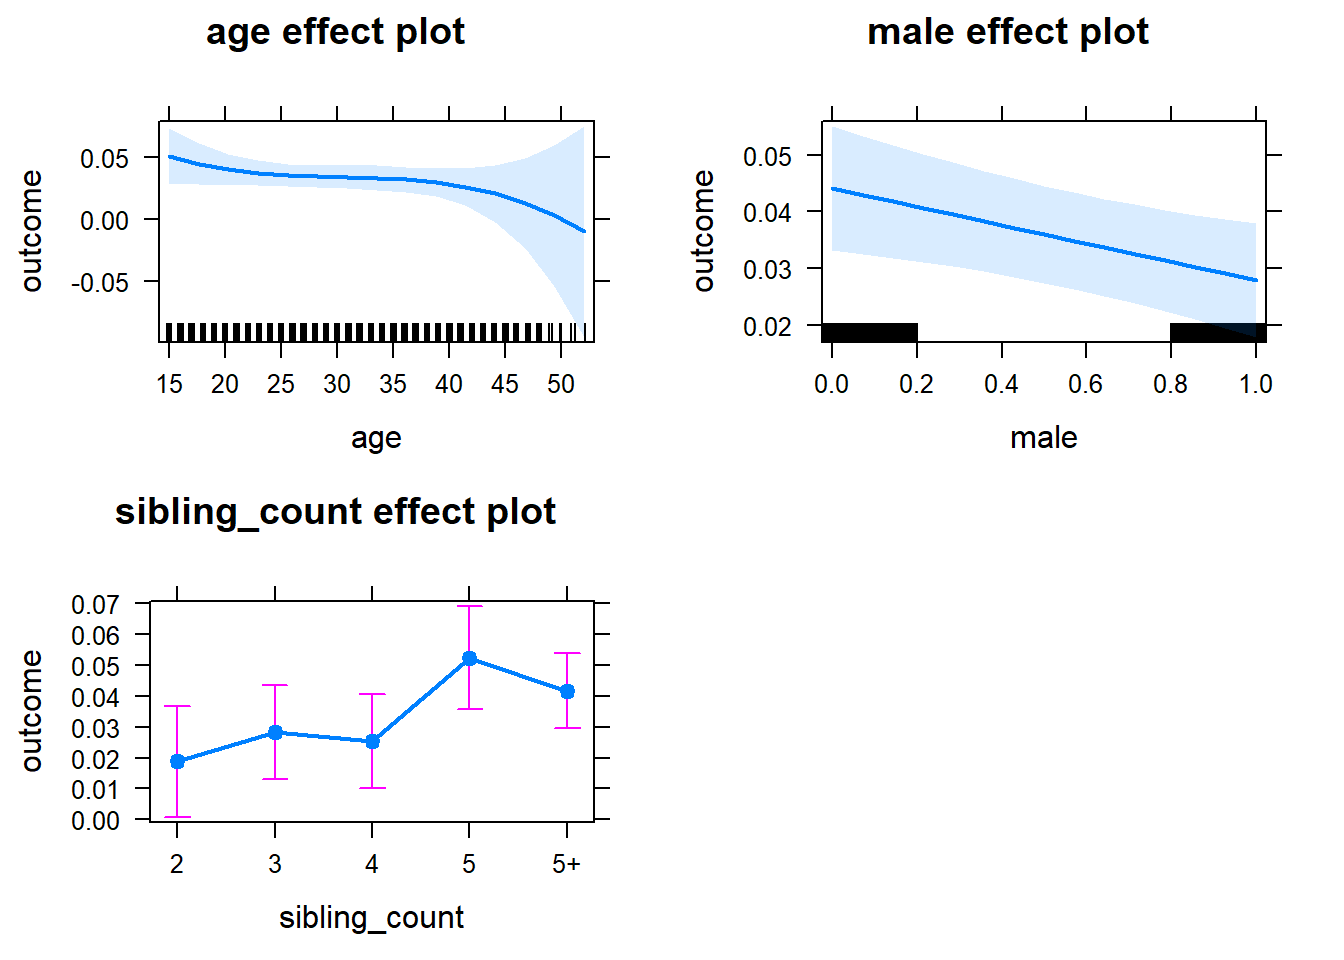 age effect plot
outcome
0.05
0.00
-0.05
15 20 25 30 35 40 45 50
age
male effect plot
outcome
0.05
0.04
0.03
0.02
0.0 0.2 0.4 0.6 0.8 1.0
male
sibling_count effect plot
outcome
0.07
0.06
0.05
0.04
0.03
0.02
0.01
0.00
2 3 4 5 5+
sibling_count